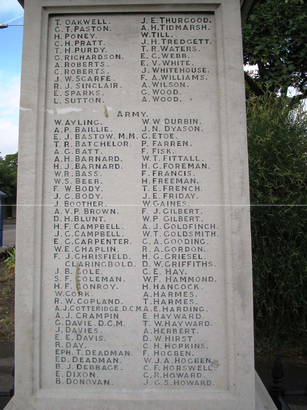 T. OAKWELL. J. E. THURGOOD.
G. T. PASTON. A. H. TIDMARSH.
H. PONEY. W. TILL.
C. H. PRATT. J. H. TREDGETT.
T. H. PURDY. T. R. WATERS.
G. RICHARDSON. E. C. WEBB.
A. ROBERTS. E. V. WHITE.
C. ROBERTS. J. WHITEHOUSE.
J. W. SCARFE. F. A. WILLIAMS.
R. J. SINCLAIR. A. WILSON.
E. SPARKS. G. WOOD.
L. SUTTON. A. WOOD.
ARMY.
W. AYLING. W. W. DURBIN.
A. P. BAILLIE. J. N. DYASON.
E. J. BASTOW. M.M. C. ETOE.
T. R. BATCHELOR. P. FARREN.
A. C. BATT. F. FISK.
A. H. BARNARD. W. T. FITTALL.
H. J. BARNARD. H. C. FOREMAN.
W. R. BASS. F. FRANCIS.
W. S. BEER. H. FREEMAN.
F. W. BODY. T. E. FRENCH.
J. C. BODY. J. E. FRIDAY.
J. BOOTHER. W. GAINES.
A. V. P. BROWN. F. J. GILBERT.
D. H. BLUNT. W. P. GILBERT.
H. F. CAMPBELL. A. J. GOLDFINCH.
J. C. CAMPBELL. W. T. GOLDSMITH.
E. G. CARPENTER. C. A. GOODING.
W. E. CHAPLIN. R. A. GORDON.
F. J. CHRISFIELD. H. G. GRIESEL.
CLARINGBOLD. D. W. GRIFFITHS.
J. B. COLE. G. E. HAY.
S. F. COLEMAN. W. F. HAMMOND.
H. F. CONROY. H. HANCOCK.
W. CORK. A. HARMES.
R. W. COPLAND. T. HARMES.
A. J. COTTERIDGE. D.C.M. A. E. HARDING.
A. J. CRAMPIN E. HAYWARD.
G. DAVIE. D.C.M T. W. HAYWARD.
J. DAVIES. A. HERBERT.
E. E. DAVIS. D. W. HIRST.
R. DAY. C. H. HOPKINS.
EPH. T. DEADMAN. F. HOGBEN.
ED. DEADMAN. W. J. A. HOGBEN.
B. J. DEBBAGE. C. F. HORSWELL.
E. DIXON. G. R. HOWARD.
B. DONOVAN. J. G. S. HOWARD.